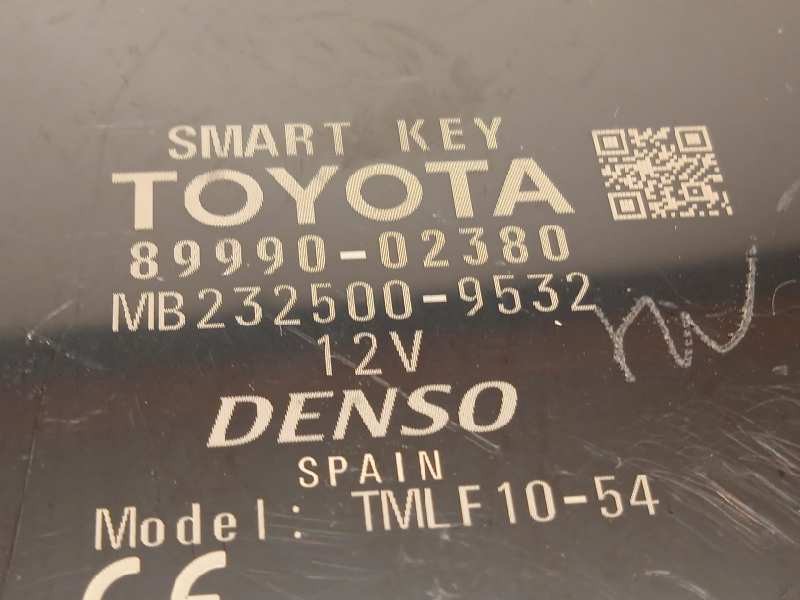 SMART KEY
TOYOTA
89990-02380
MB232500-9532
12V
DENSO
SPAIN
Model: TMLF10-54
CE